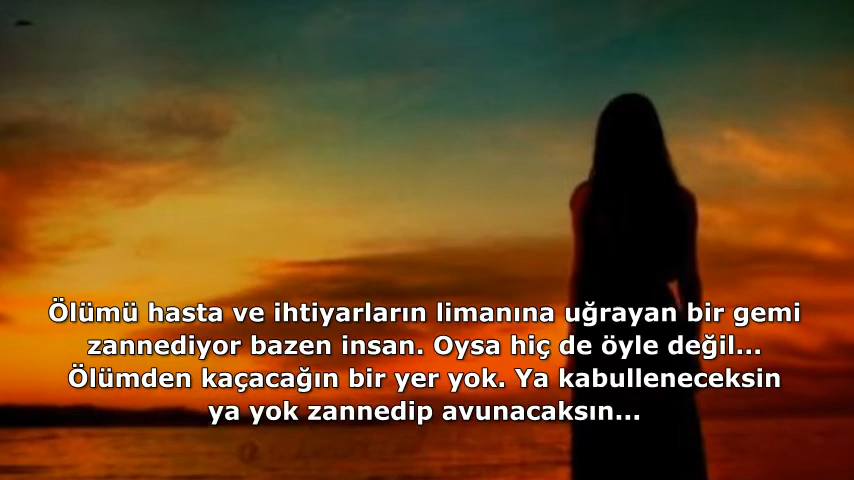 Ölümü hasta ve ihtiyarların limanına uğrayan bir gemi
zannediyor bazen insan. Oysa hiç de öyle değil...
Ölümden kaçacağın bir yer yok. Ya kabulleneceksin
ya yok zannedip avunacaksın...